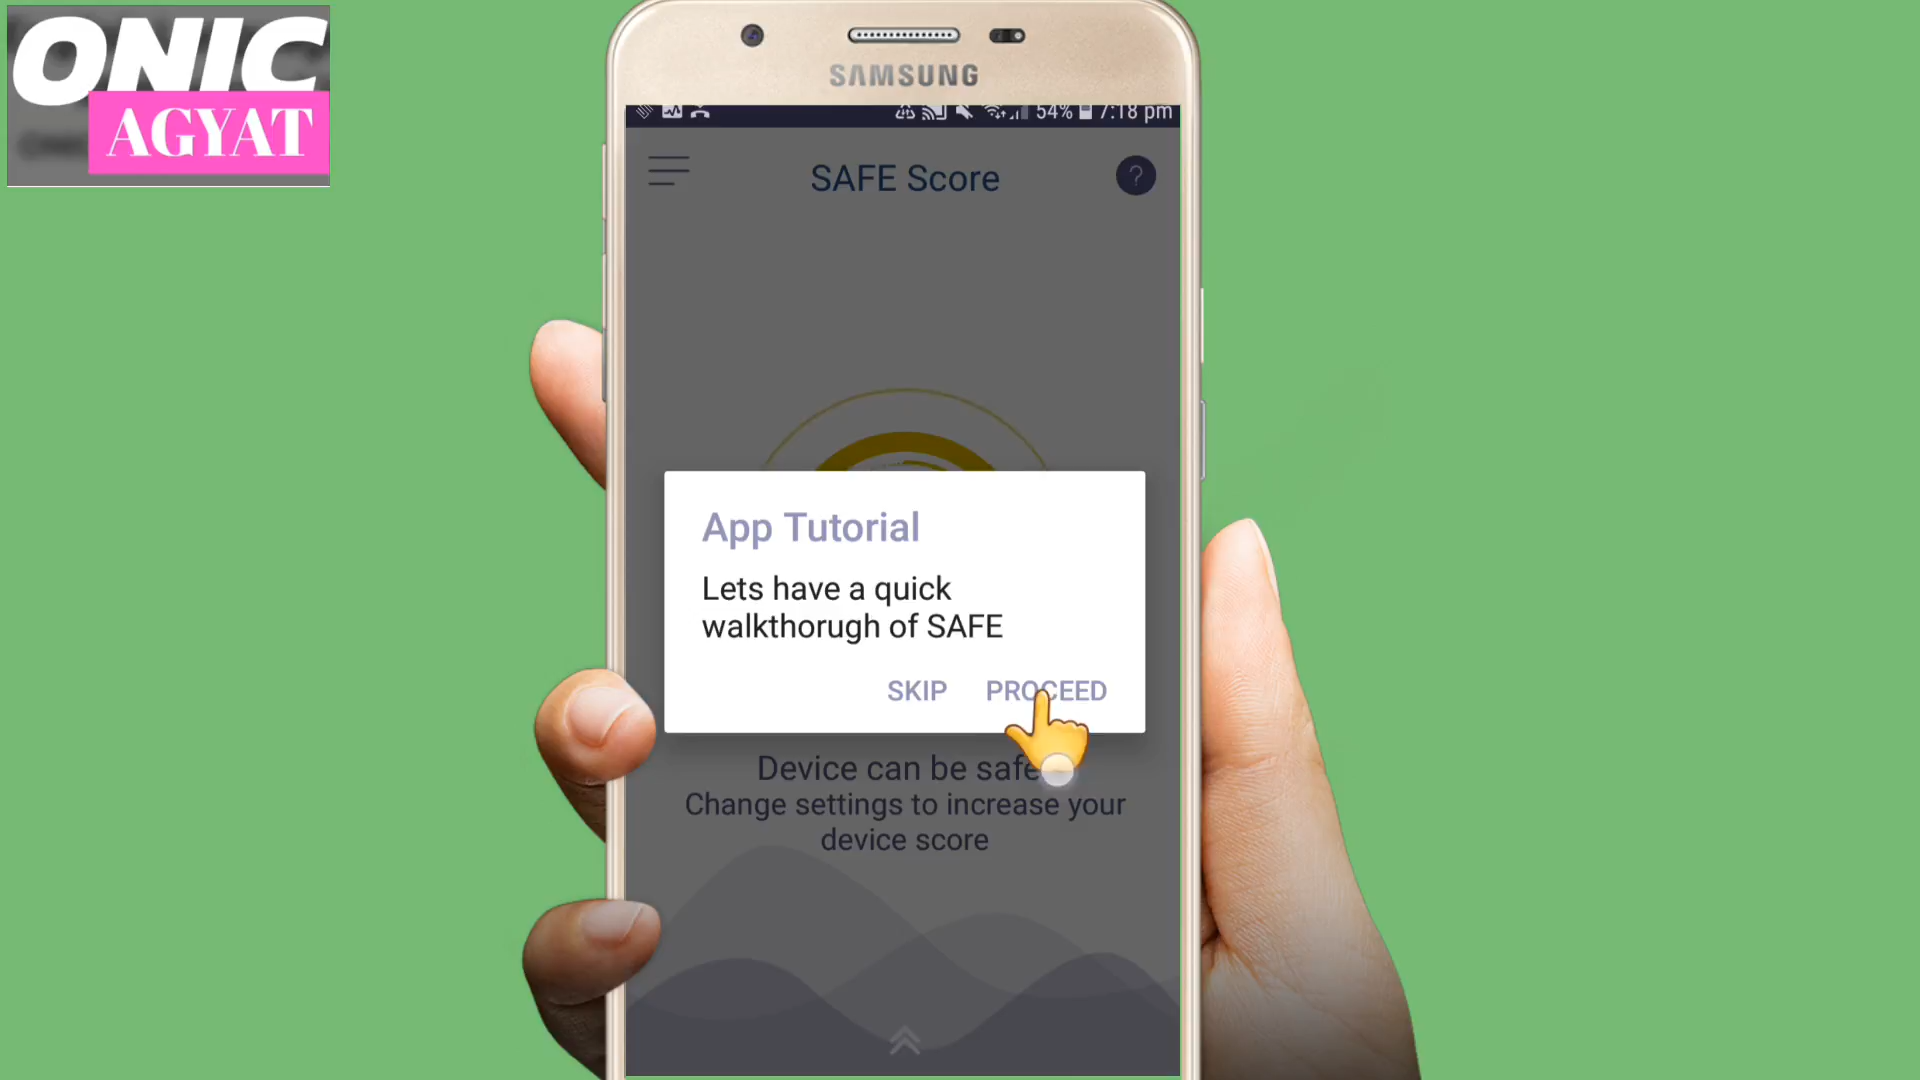 ONIC
AGYAT
SAMSUNG
54% 7:18 pm
SAFE Score
?
App Tutorial
Lets have a quick
walkthorugh of SAFE
SKIP PROCEED
Device can be safe
Change settings to increase your
device score